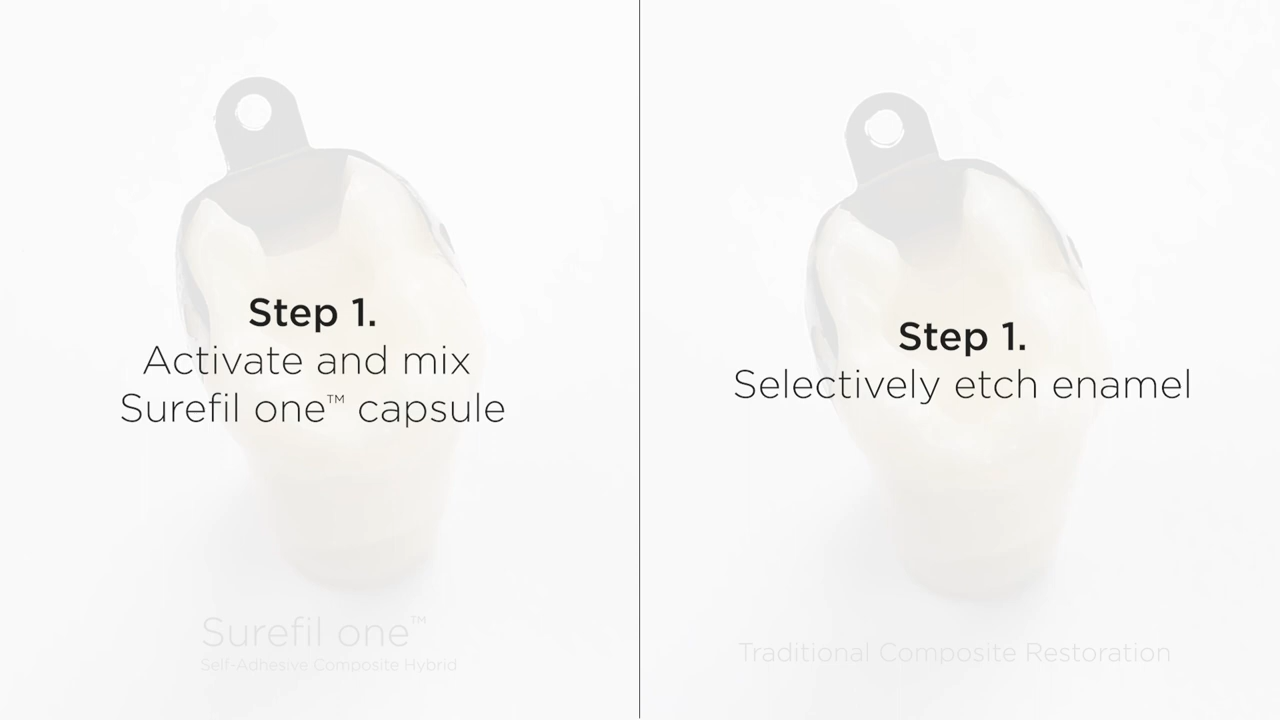 Step 1.
Activate and mix
Surefil one™ capsule
Surefil one™
Self-Adhesive Composite Hybrid
Step 1.
Selectively etch enamel
Traditional Composite Restoration